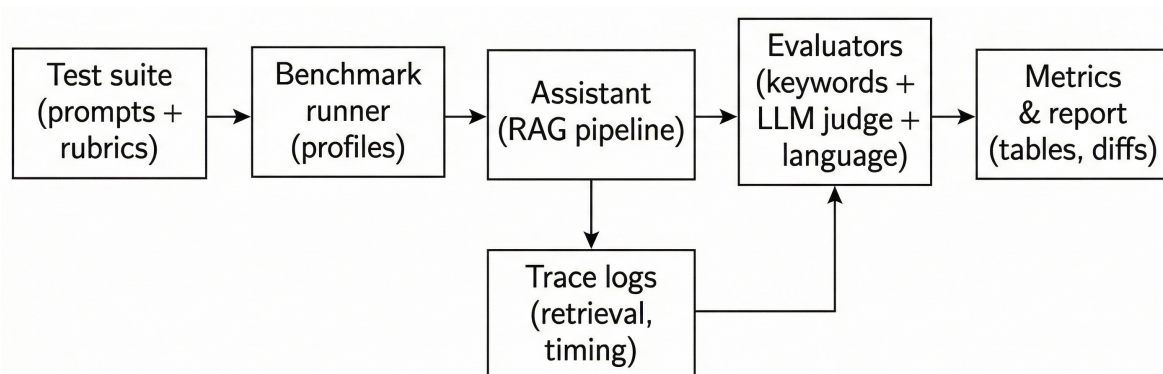 Test suite
(prompts +
rubrics)
Benchmark
runner
(profiles)
Assistant
(RAG pipeline)
Evaluators
(keywords +
LLM judge +
language)
Metrics
& report
(tables, diffs)
Trace logs
(retrieval,
timing)